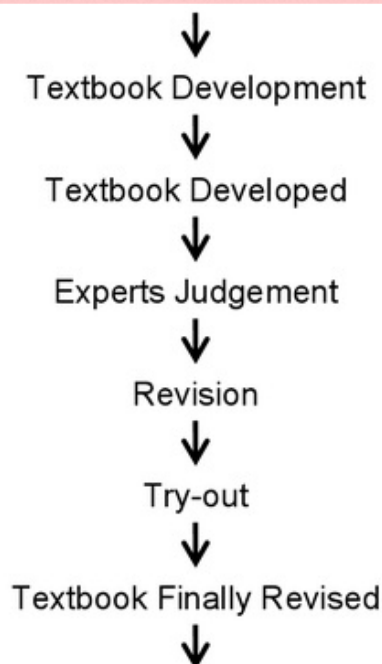 Textbook Development
Textbook Developed
Experts Judgement
Revision
Try-out
Textbook Finally Revised